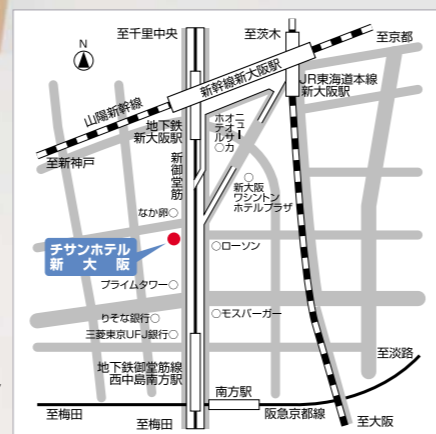 至千里中央
至茨木
至京都
N
新幹線新大阪駅
JR東海道本線
新大阪駅
山陽新幹線
地下鉄
新大阪駅
ニューオーサカホテル
至新神戸
新御堂筋
新大阪
ワシントン
ホテルプラザ
なか卵
チサンホテル
新大阪
ローソン
プライムタワー
りそな銀行
モスバーガー
三菱東京UFJ銀行
地下鉄御堂筋線
西中島南方駅
至淡路
南方駅
至梅田
至梅田
阪急京都線
至大阪